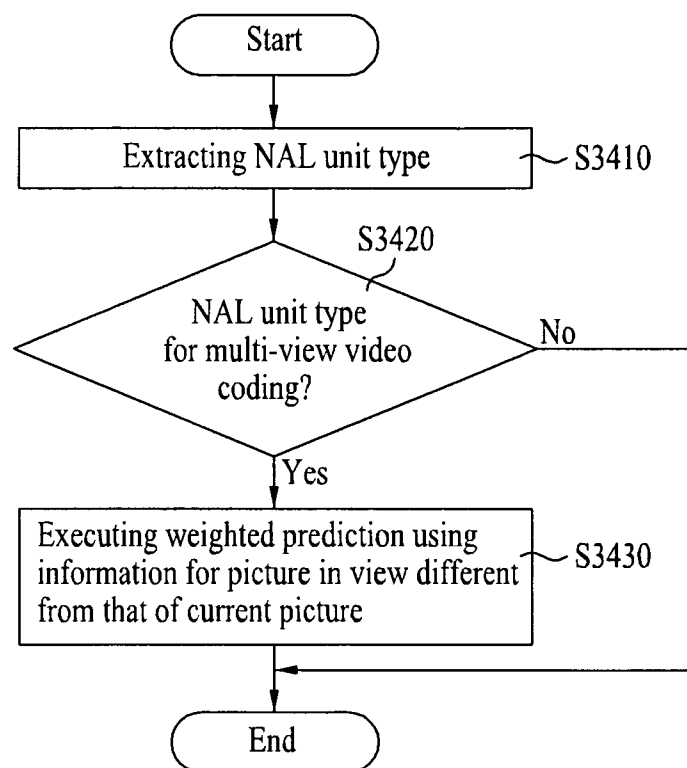 Start
Extracting NAL unit type
S3410
S3420
NAL unit type
for multi-view video
coding?
No
Yes
Executing weighted prediction using
information for picture in view different
from that of current picture
S3430
End